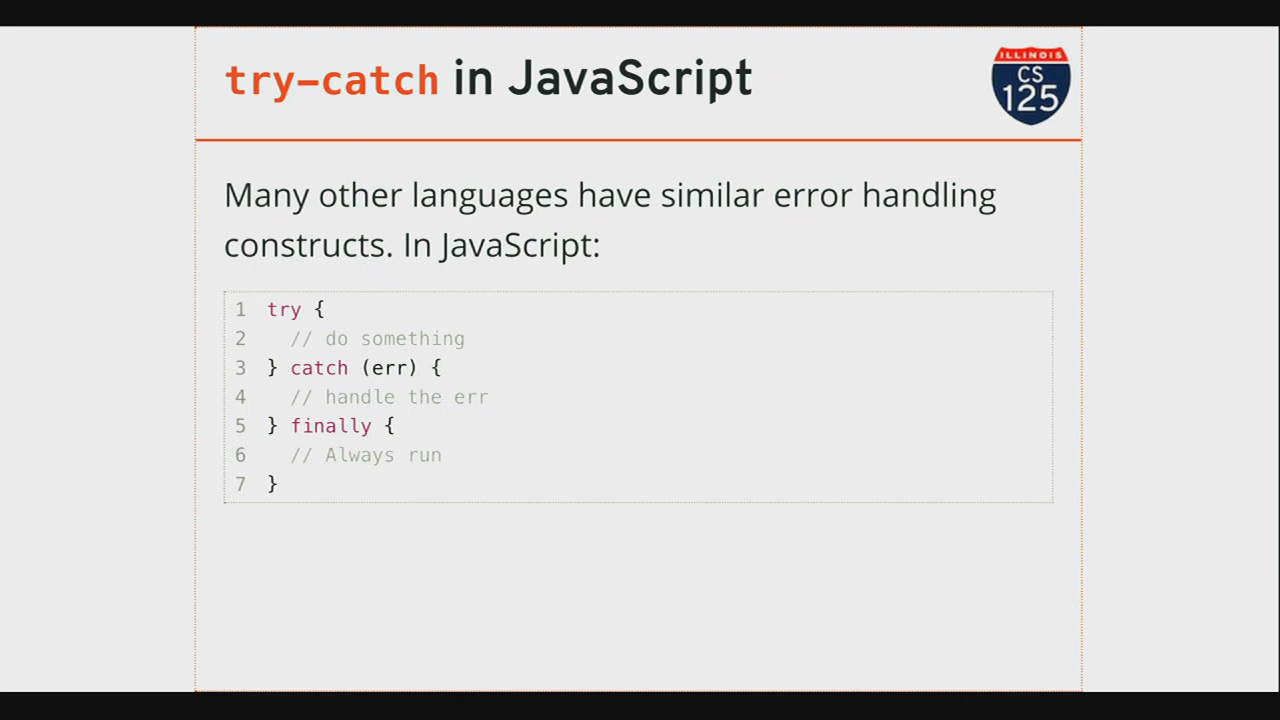 try-catch in JavaScript
ILLINOIS
CS
125
Many other languages have similar error handling
constructs. In JavaScript:
1 try {
2   // do something
3 } catch (err) {
4   // handle the err
5 } finally {
6   // Always run
7 }